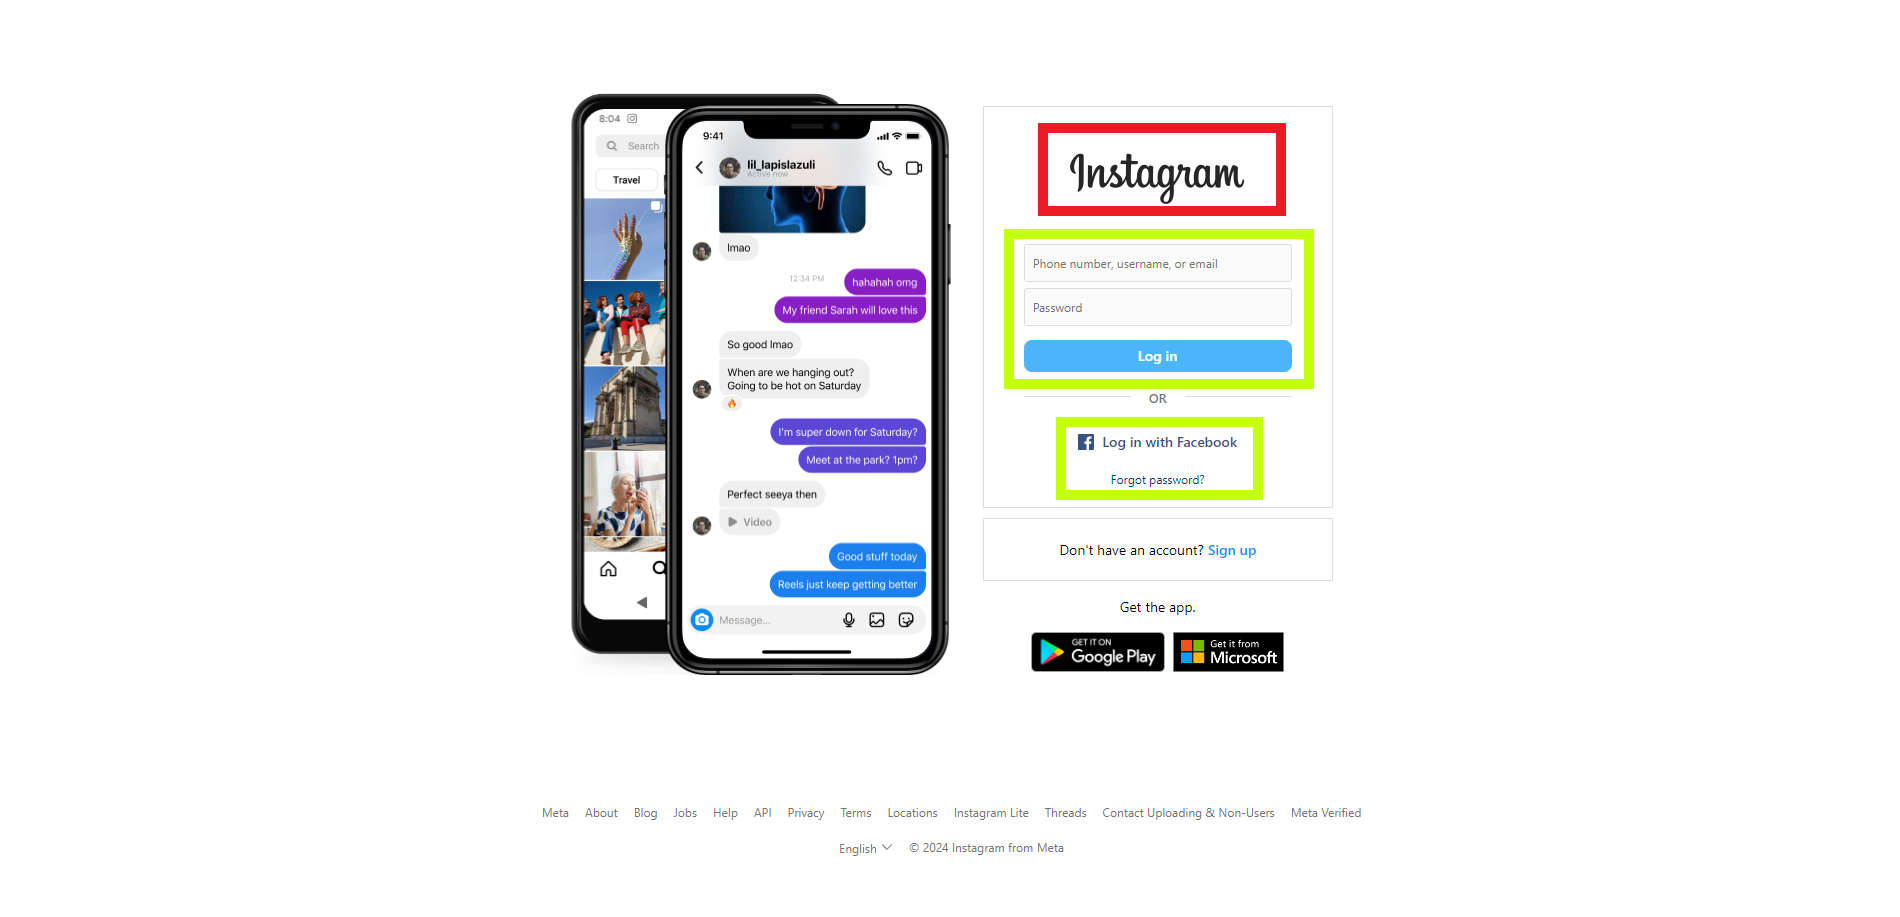 8:04
Search
Travel
9:41
lil_lapislazuli
Active now
lmao
12:34 PM
hahahah omg
My friend Sarah will love this
So good lmao
When are we hanging out?
Going to be hot on Saturday
I'm super down for Saturday?
Meet at the park? 1pm?
Perfect seeya then
Video
Good stuff today
Reels just keep getting better
Message...
Instagram
Phone number, username, or email
Password
Log in
OR
Log in with Facebook
Forgot password?
Don't have an account? Sign up
Get the app.
GET IT ON
Google Play
Get it from
Microsoft
Meta About Blog Jobs Help API Privacy Terms Locations Instagram Lite Threads Contact Uploading & Non-Users Meta Verified
English © 2024 Instagram from Meta